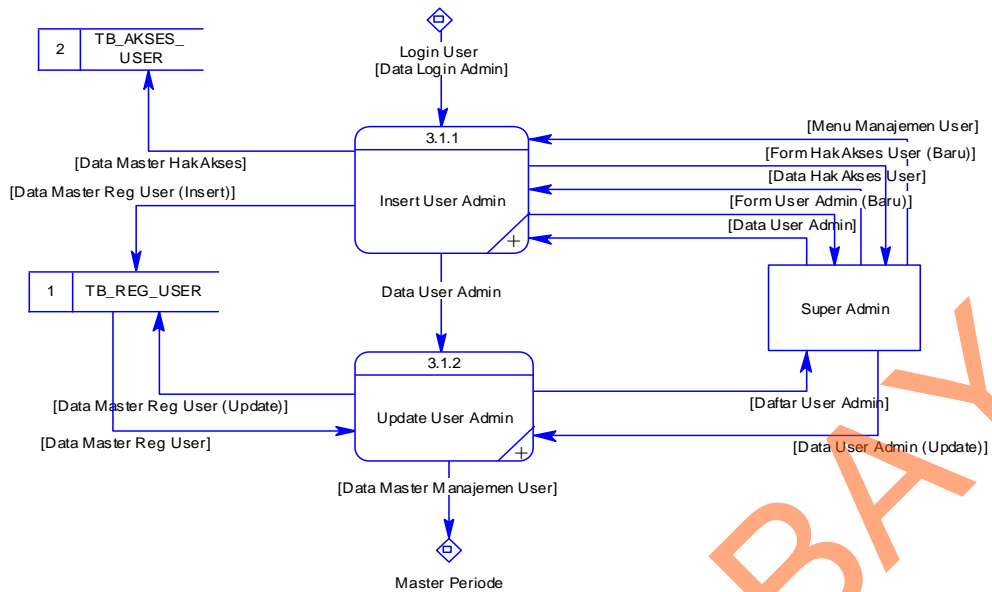 Login User
[Data Login Admin]
2
TB_AKSES_
USER
3.1.1
Insert User Admin
+
[Menu Manajemen User]
[Form Hak Akses User (Baru)]
[Data Hak Akses User]
[Form User Admin (Baru)]
[Data User Admin]
[Data Master Hak Akses]
[Data Master Reg User (Insert)]
1
TB_REG_USER
Data User Admin
Super Admin
3.1.2
Update User Admin
+
[Data Master Reg User (Update)]
[Data Master Reg User]
[Daftar User Admin]
[Data User Admin (Update)]
[Data Master Manajemen User]
Master Periode
BAY